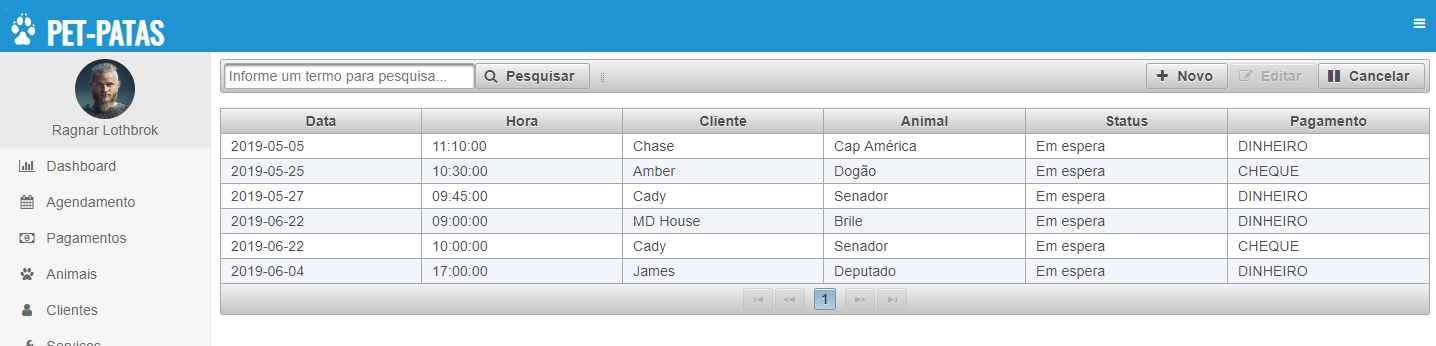 PET-PATAS
Ragnar Lothbrok
Dashboard
Agendamento
Pagamentos
Animais
Clientes
Serviços
Informe um termo para pesquisa... Pesquisar Novo Editar Cancelar
Data Hora Cliente Animal Status Pagamento
2019-05-05 11:10:00 Chase Cap América Em espera DINHEIRO
2019-05-25 10:30:00 Amber Dogão Em espera CHEQUE
2019-05-27 09:45:00 Cady Senador Em espera DINHEIRO
2019-06-22 09:00:00 MD House Brile Em espera DINHEIRO
2019-06-22 10:00:00 Cady Senador Em espera CHEQUE
2019-06-04 17:00:00 James Deputado Em espera DINHEIRO
1